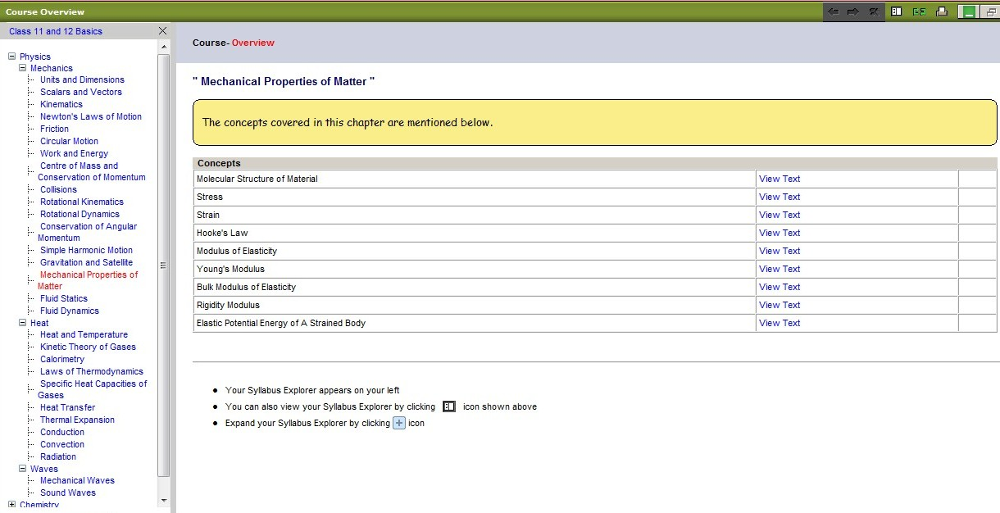 Course Overview
Class 11 and 12 Basics
Physics
Mechanics
Units and Dimensions
Scalars and Vectors
Kinematics
Newton's Laws of Motion
Friction
Circular Motion
Work and Energy
Centre of Mass and
Conservation of Momentum
Collisions
Rotational Kinematics
Rotational Dynamics
Conservation of Angular
Momentum
Simple Harmonic Motion
Gravitation and Satellite
Mechanical Properties of
Matter
Fluid Statics
Fluid Dynamics
Heat
Heat and Temperature
Kinetic Theory of Gases
Calorimetry
Laws of Thermodynamics
Specific Heat Capacities of
Gases
Heat Transfer
Thermal Expansion
Conduction
Convection
Radiation
Waves
Mechanical Waves
Sound Waves
Chemistry
Course- Overview
" Mechanical Properties of Matter "
The concepts covered in this chapter are mentioned below.
Concepts
Molecular Structure of Material View Text
Stress View Text
Strain View Text
Hooke's Law View Text
Modulus of Elasticity View Text
Young's Modulus View Text
Bulk Modulus of Elasticity View Text
Rigidity Modulus View Text
Elastic Potential Energy of A Strained Body View Text
Your Syllabus Explorer appears on your left
You can also view your Syllabus Explorer by clicking icon shown above
Expand your Syllabus Explorer by clicking icon